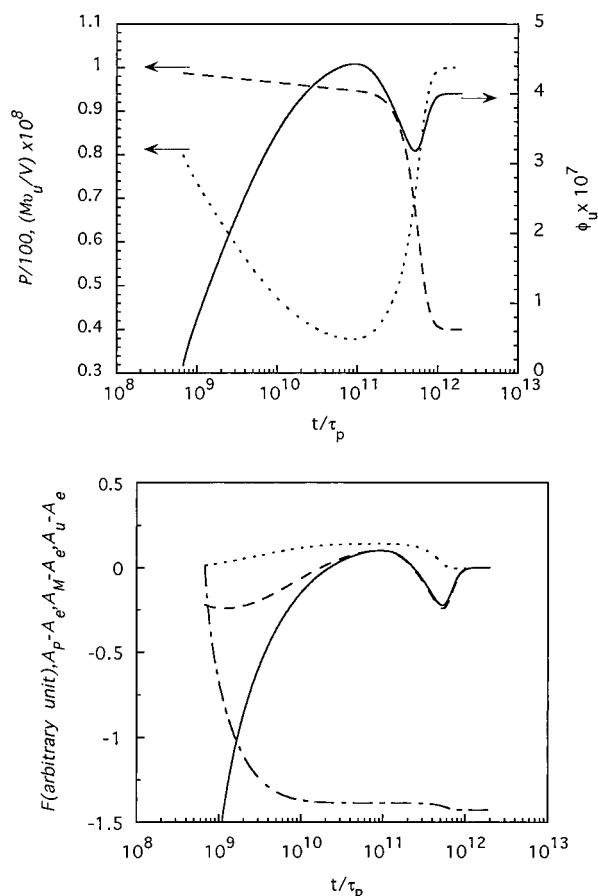 1.1
1
0.9
0.8
0.7
0.6
0.5
0.4
0.3
P/100, (Mυ_u/V) x10^8
5
4
3
2
1
0
ϕ_u x 10^7
10^8 10^9 10^10 10^11 10^12 10^13
t/τ_p
0.5
0
-0.5
-1
-1.5
F(arbitrary unit),A_p-A_e,A_M-A_e,A_u-A_e
10^8 10^9 10^10 10^11 10^12 10^13
t/τ_p